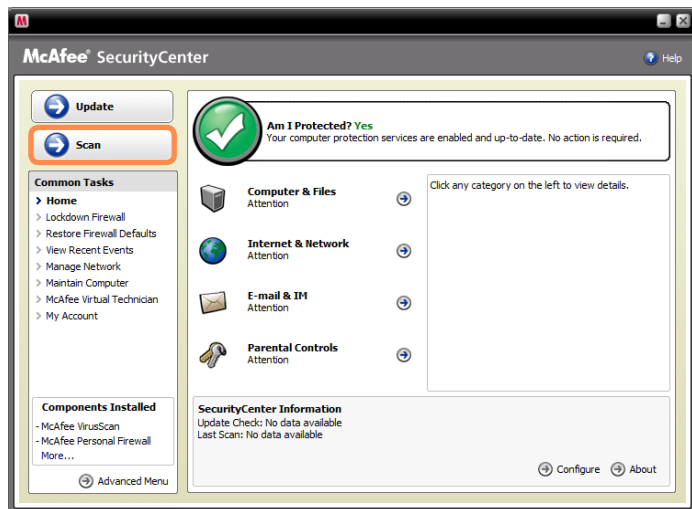 M
McAfee® SecurityCenter
? Help
Update
Scan
Common Tasks
Home
Lockdown Firewall
Restore Firewall Defaults
View Recent Events
Manage Network
Maintain Computer
McAfee Virtual Technician
My Account
Components Installed
- McAfee VirusScan
- McAfee Personal Firewall
More...
Advanced Menu
Am I Protected? Yes
Your computer protection services are enabled and up-to-date. No action is required.
Computer & Files
Attention
Internet & Network
Attention
E-mail & IM
Attention
Parental Controls
Attention
Click any category on the left to view details.
SecurityCenter Information
Update Check: No data available
Last Scan: No data available
Configure
About